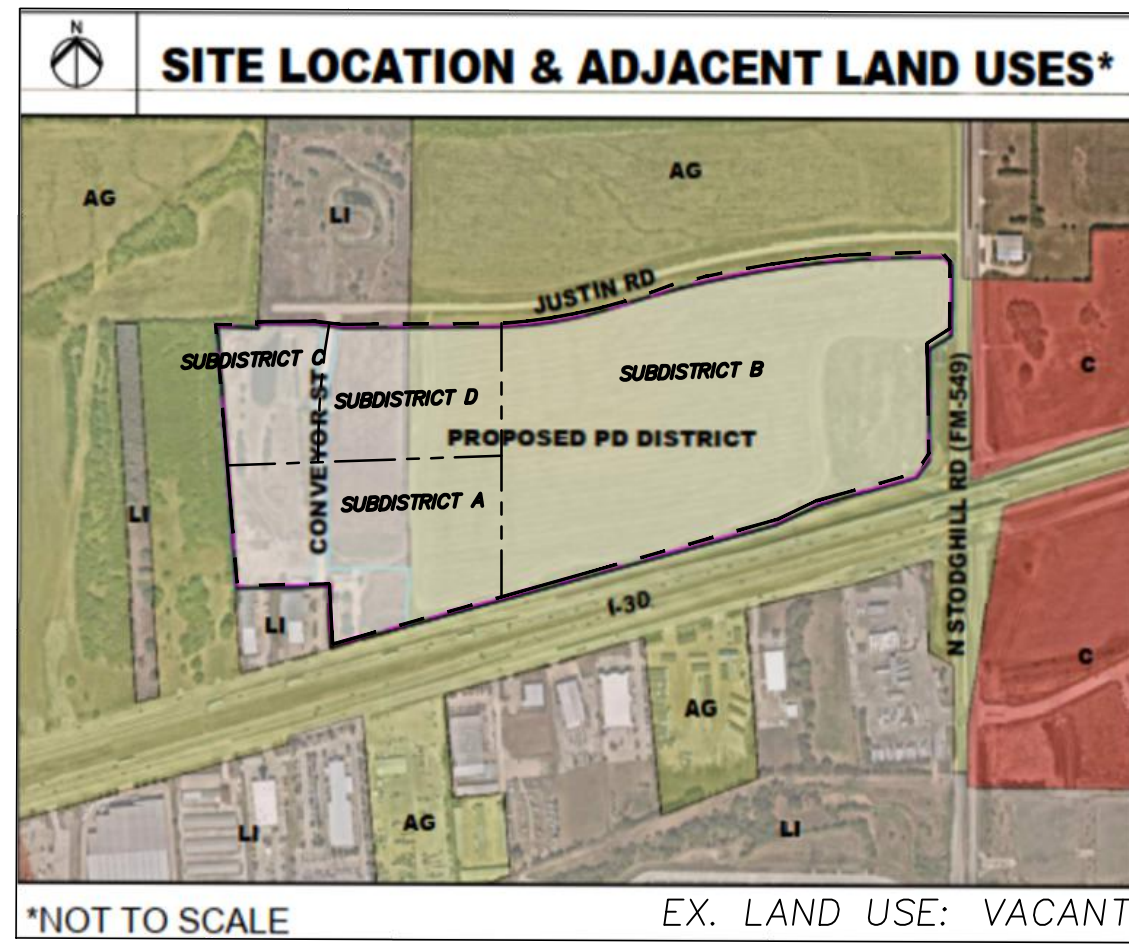 N
SITE LOCATION & ADJACENT LAND USES*
AG
AG
LI
JUSTIN RD
SUBDISTRICT C
SUBDISTRICT B
C
SUBDISTRICT D
PROPOSED PD DISTRICT
CONVEYOR ST
SUBDISTRICT A
LI
N STODGHILL RD (FM-549)
I-30
LI
C
AG
AG
LI
LI
*NOT TO SCALE
EX. LAND USE: VACANT